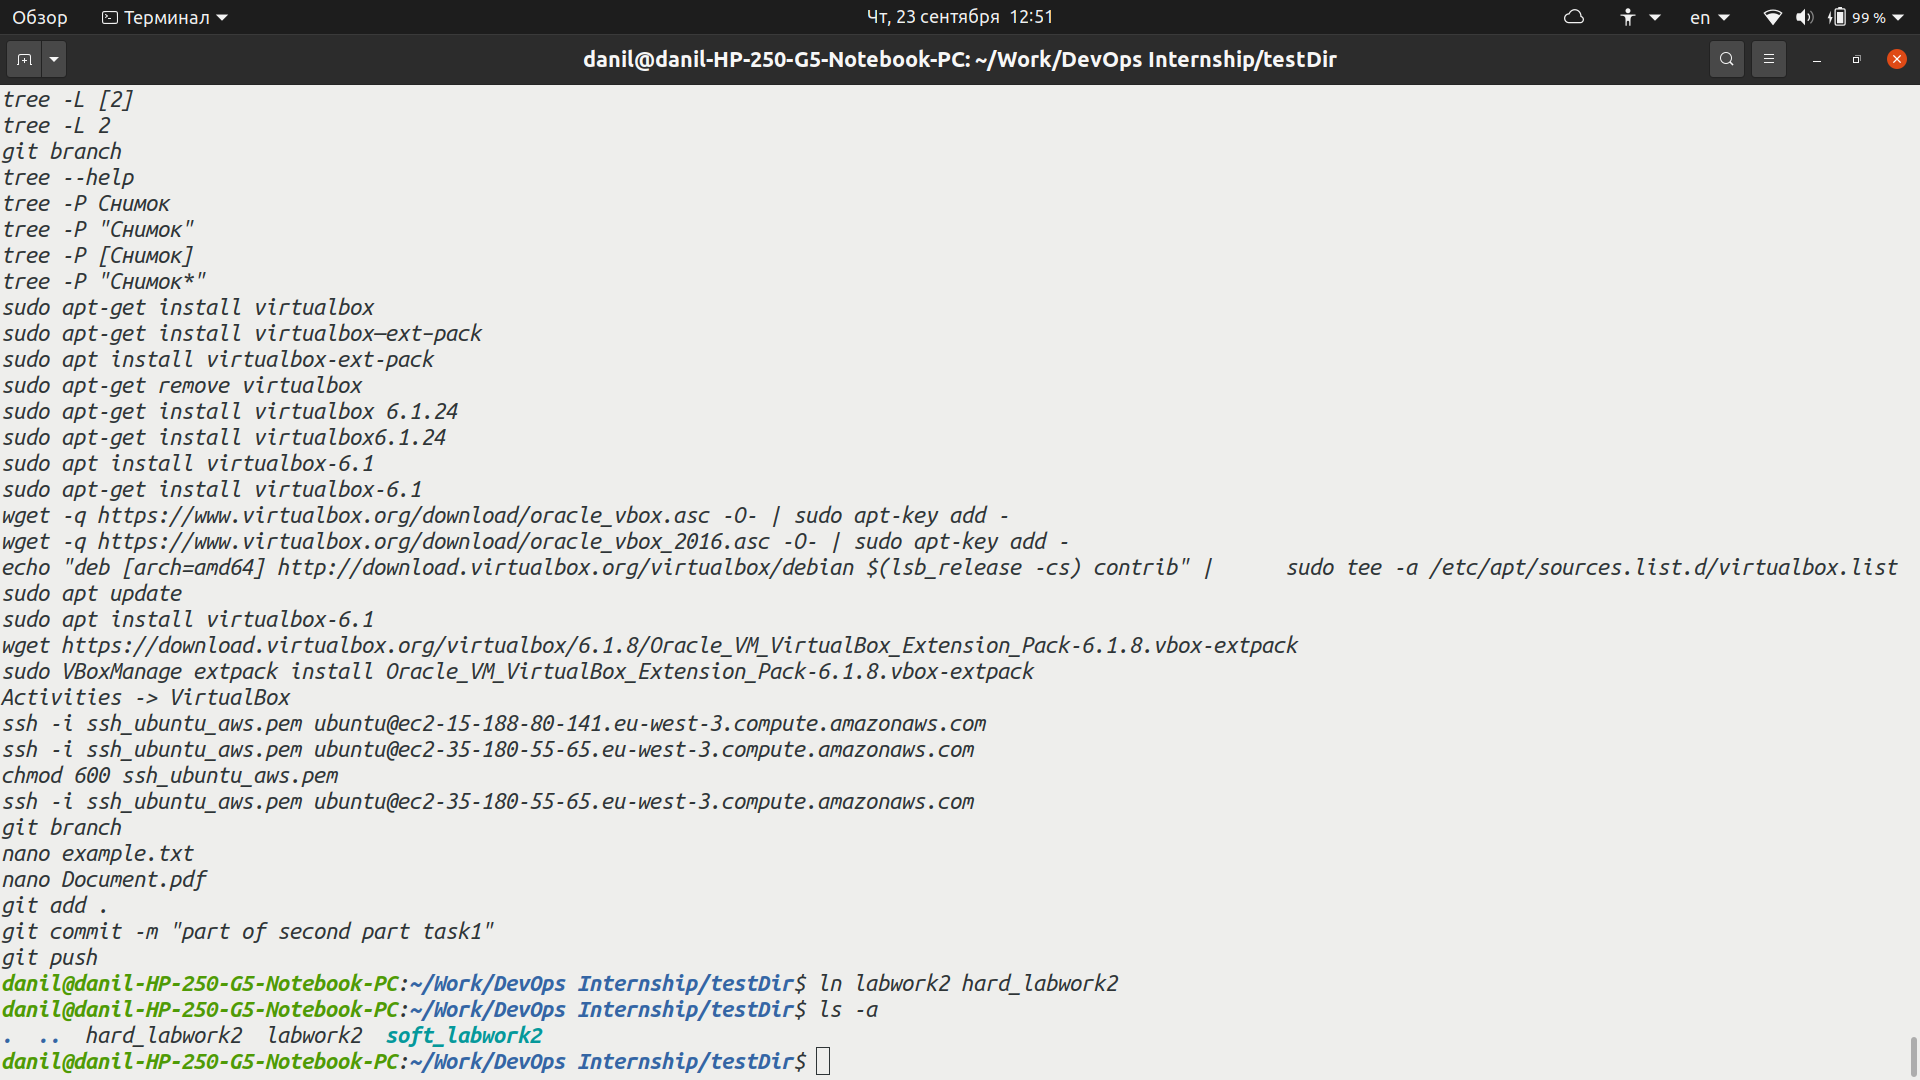 Обзор Терминал Чт, 23 сентября 12:51 en 99 %
danil@danil-HP-250-G5-Notebook-PC: ~/Work/DevOps Internship/testDir
tree -L [2]
tree -L 2
git branch
tree --help
tree -P Снимок
tree -P "Снимок"
tree -P [Снимок]
tree -P "Снимок*"
sudo apt-get install virtualbox
sudo apt-get install virtualbox—ext–pack
sudo apt install virtualbox-ext-pack
sudo apt-get remove virtualbox
sudo apt-get install virtualbox 6.1.24
sudo apt-get install virtualbox6.1.24
sudo apt install virtualbox-6.1
sudo apt-get install virtualbox-6.1
wget -q https://www.virtualbox.org/download/oracle_vbox.asc -O- | sudo apt-key add -
wget -q https://www.virtualbox.org/download/oracle_vbox_2016.asc -O- | sudo apt-key add -
echo "deb [arch=amd64] http://download.virtualbox.org/virtualbox/debian $(lsb_release -cs) contrib" |      sudo tee -a /etc/apt/sources.list.d/virtualbox.list
sudo apt update
sudo apt install virtualbox-6.1
wget https://download.virtualbox.org/virtualbox/6.1.8/Oracle_VM_VirtualBox_Extension_Pack-6.1.8.vbox-extpack
sudo VBoxManage extpack install Oracle_VM_VirtualBox_Extension_Pack-6.1.8.vbox-extpack
Activities -> VirtualBox
ssh -i ssh_ubuntu_aws.pem ubuntu@ec2-15-188-80-141.eu-west-3.compute.amazonaws.com
ssh -i ssh_ubuntu_aws.pem ubuntu@ec2-35-180-55-65.eu-west-3.compute.amazonaws.com
chmod 600 ssh_ubuntu_aws.pem
ssh -i ssh_ubuntu_aws.pem ubuntu@ec2-35-180-55-65.eu-west-3.compute.amazonaws.com
git branch
nano example.txt
nano Document.pdf
git add .
git commit -m "part of second part task1"
git push
danil@danil-HP-250-G5-Notebook-PC:~/Work/DevOps Internship/testDir$ ln labwork2 hard_labwork2
danil@danil-HP-250-G5-Notebook-PC:~/Work/DevOps Internship/testDir$ ls -a
.  ..  hard_labwork2  labwork2  soft_labwork2
danil@danil-HP-250-G5-Notebook-PC:~/Work/DevOps Internship/testDir$